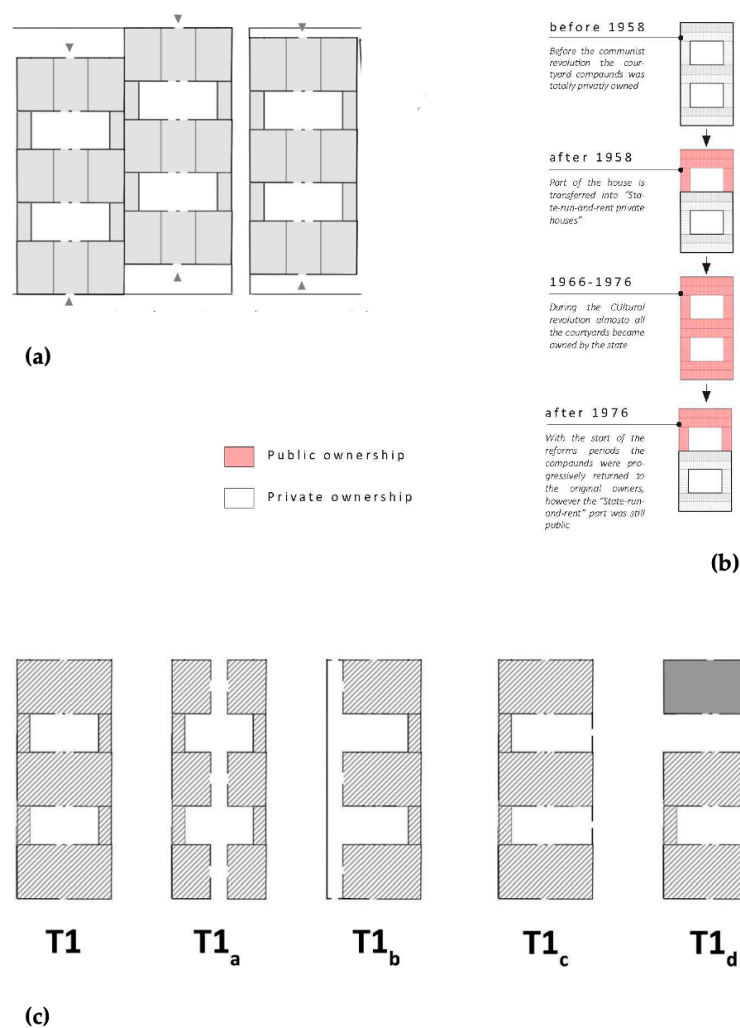 (a)
before 1958
Before the communist
revolution the cour-
tyard compaunds was
totally privatly owned
after 1958
Part of the house is
transferred into "Sta-
te-run-and-rent private
houses"
1966-1976
During the CUltural
revolution almosto all
the courtyards became
owned by the state
after 1976
With the start of the
reforms periods the
compaunds were pro-
gressively returned to
the original owners,
however the "State-run-
and-rent" part was still
public
Public ownership
Private ownership
(b)
T1
T1a
T1b
T1c
T1d
(c)